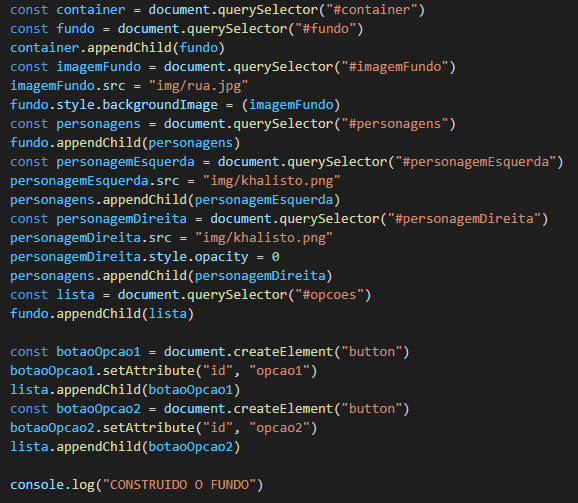 const container = document.querySelector("#container")
const fundo = document.querySelector("#fundo")
container.appendChild(fundo)
const imagemFundo = document.querySelector("#imagemFundo")
imagemFundo.src = "img/rua.jpg"
fundo.style.backgroundImage = (imagemFundo)
const personagens = document.querySelector("#personagens")
fundo.appendChild(personagens)
const personagemEsquerda = document.querySelector("#personagemEsquerda")
personagemEsquerda.src = "img/khalisto.png"
personagens.appendChild(personagemEsquerda)
const personagemDireita = document.querySelector("#personagemDireita")
personagemDireita.src = "img/khalisto.png"
personagemDireita.style.opacity = 0
personagens.appendChild(personagemDireita)
const lista = document.querySelector("#opcoes")
fundo.appendChild(lista)

const botaoOpcao1 = document.createElement("button")
botaoOpcao1.setAttribute("id", "opcao1")
lista.appendChild(botaoOpcao1)
const botaoOpcao2 = document.createElement("button")
botaoOpcao2.setAttribute("id", "opcao2")
lista.appendChild(botaoOpcao2)

console.log("CONSTRUIDO O FUNDO")